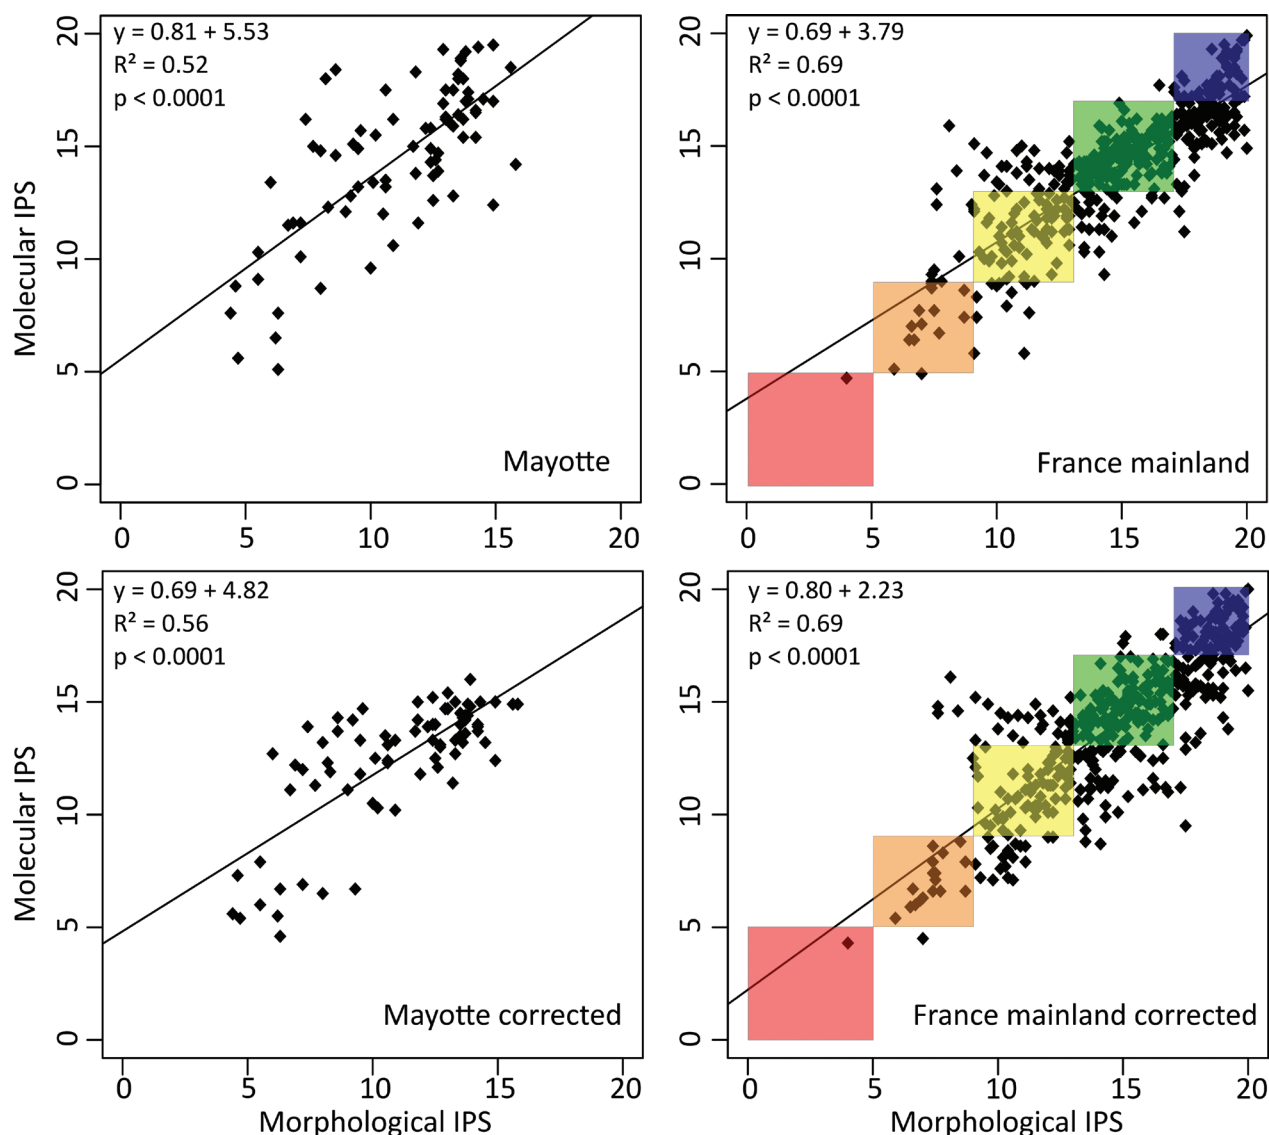 y = 0.81 + 5.53
R² = 0.52
p < 0.0001
Molecular IPS
20
15
10
5
0
Mayotte
0 5 10 15 20
y = 0.69 + 3.79
R² = 0.69
p < 0.0001
20
15
10
5
0
France mainland
0 5 10 15 20
y = 0.69 + 4.82
R² = 0.56
p < 0.0001
Molecular IPS
20
15
10
5
0
Mayotte corrected
0 5 10 15 20
Morphological IPS
y = 0.80 + 2.23
R² = 0.69
p < 0.0001
20
15
10
5
0
France mainland corrected
0 5 10 15 20
Morphological IPS